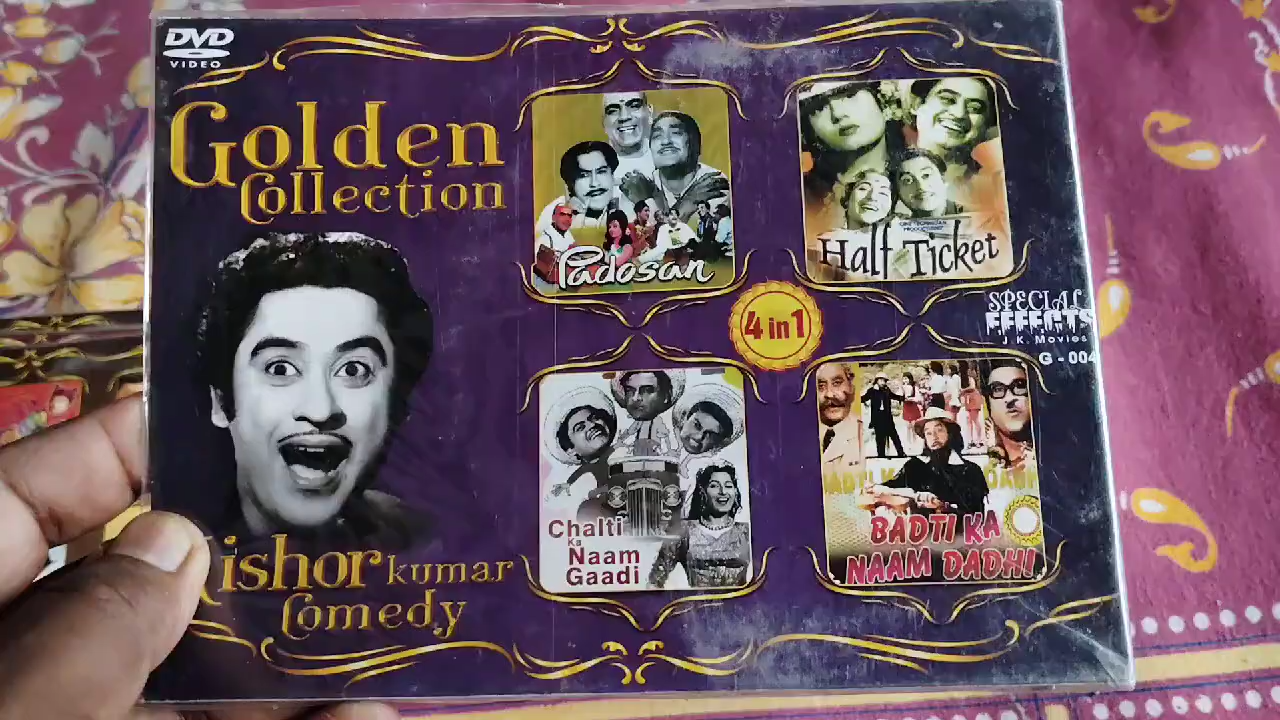 DVD
VIDEO
Golden
Collection
Kishor kumar
Comedy
Padosan
Half Ticket
4 in 1
SPECIAL
EFFECTS
J K Movies
G - 004
Chalti
Ka
Naam
Gaadi
BADTI KA
NAAM DADHI